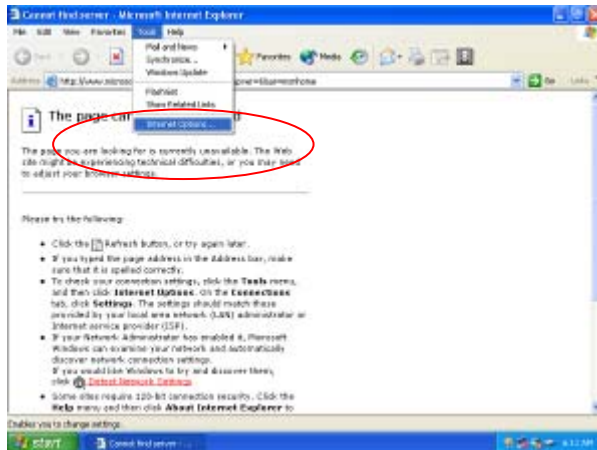 Cannot find server - Microsoft Internet Explorer
File Edit View Favorites Tools Help
Mail and News
Synchronize...
Windows Update
Show Related Links
Internet Options...
Favorites Media
Address
Go Links
The page
The page you are looking for is currently unavailable. The Web
site might be experiencing technical difficulties, or you may need
to adjust your browser settings.
Please try the following:
Click the Refresh button, or try again later.
If you typed the page address in the Address bar, make
sure that it is spelled correctly.
To check your connection settings, click the Tools menu,
and then click Internet Options. On the Connections
tab, click Settings. The settings should match those
provided by your local area network (LAN) administrator or
Internet service provider (ISP).
If your Network Administrator has enabled it, Microsoft
Windows can examine your network and automatically
discover network connection settings.
If you would like Windows to try and discover them,
click Detect Network Settings
Some sites require 128-bit connection security. Click the
Help menu and then click About Internet Explorer to
Enables you to change settings.
start Cannot find server - ...